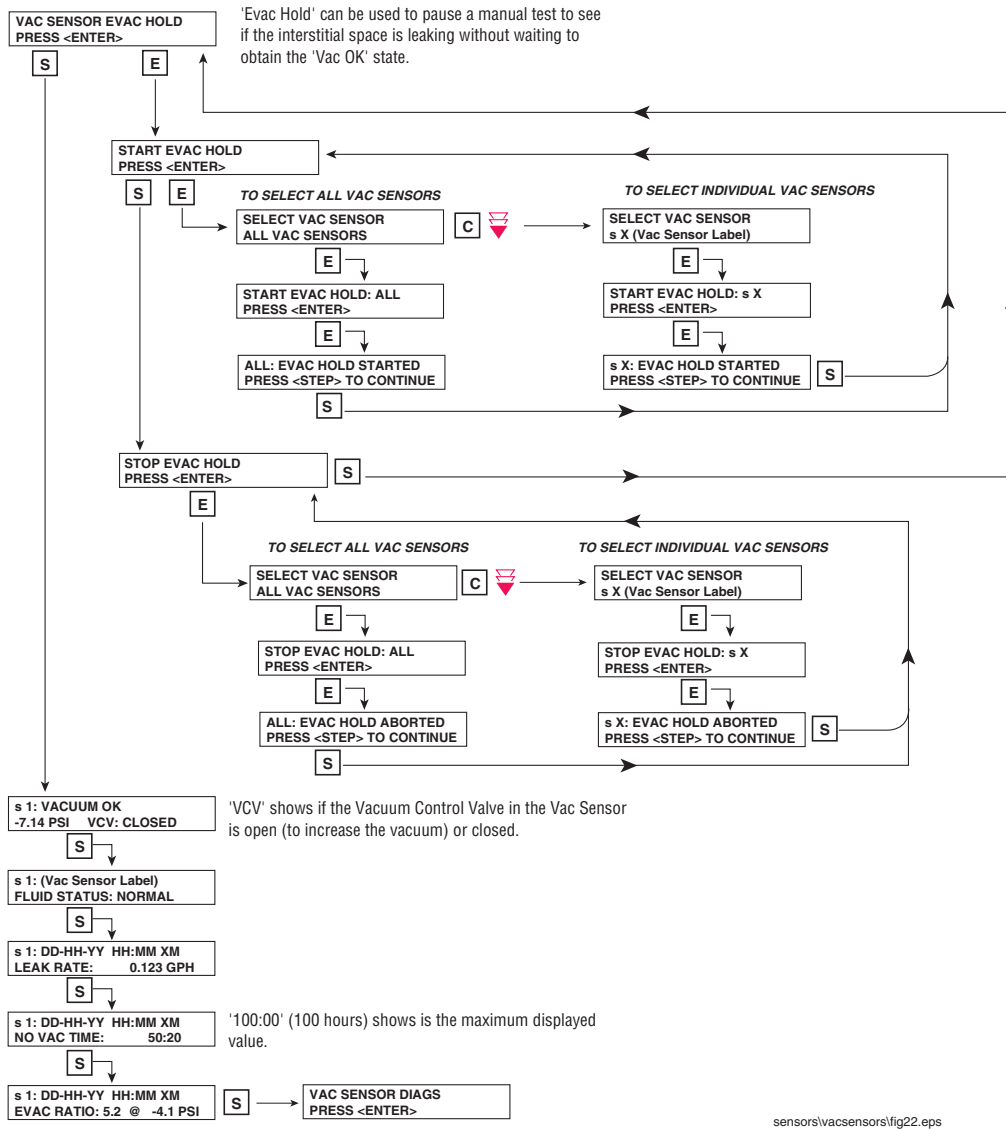 VAC SENSOR EVAC HOLD
PRESS <ENTER>
'Evac Hold' can be used to pause a manual test to see
if the interstitial space is leaking without waiting to
obtain the 'Vac OK' state.
S
E
START EVAC HOLD
PRESS <ENTER>
S
E
TO SELECT ALL VAC SENSORS
TO SELECT INDIVIDUAL VAC SENSORS
SELECT VAC SENSOR
ALL VAC SENSORS
C
SELECT VAC SENSOR
s X (Vac Sensor Label)
E
E
START EVAC HOLD: ALL
PRESS <ENTER>
START EVAC HOLD: s X
PRESS <ENTER>
E
E
ALL: EVAC HOLD STARTED
PRESS <STEP> TO CONTINUE
s X: EVAC HOLD STARTED
PRESS <STEP> TO CONTINUE
S
S
STOP EVAC HOLD
PRESS <ENTER>
S
E
TO SELECT ALL VAC SENSORS
TO SELECT INDIVIDUAL VAC SENSORS
SELECT VAC SENSOR
ALL VAC SENSORS
C
SELECT VAC SENSOR
s X (Vac Sensor Label)
E
E
STOP EVAC HOLD: ALL
PRESS <ENTER>
STOP EVAC HOLD: s X
PRESS <ENTER>
E
E
ALL: EVAC HOLD ABORTED
PRESS <STEP> TO CONTINUE
s X: EVAC HOLD ABORTED
PRESS <STEP> TO CONTINUE
S
S
s 1: VACUUM OK
-7.14 PSI VCV: CLOSED
'VCV' shows if the Vacuum Control Valve in the Vac Sensor
is open (to increase the vacuum) or closed.
S
s 1: (Vac Sensor Label)
FLUID STATUS: NORMAL
S
s 1: DD-HH-YY HH:MM XM
LEAK RATE: 0.123 GPH
S
s 1: DD-HH-YY HH:MM XM
NO VAC TIME: 50:20
'100:00' (100 hours) shows is the maximum displayed
value.
S
s 1: DD-HH-YY HH:MM XM
EVAC RATIO: 5.2 @ -4.1 PSI
S
VAC SENSOR DIAGS
PRESS <ENTER>
sensors\vacsensors\fig22.eps